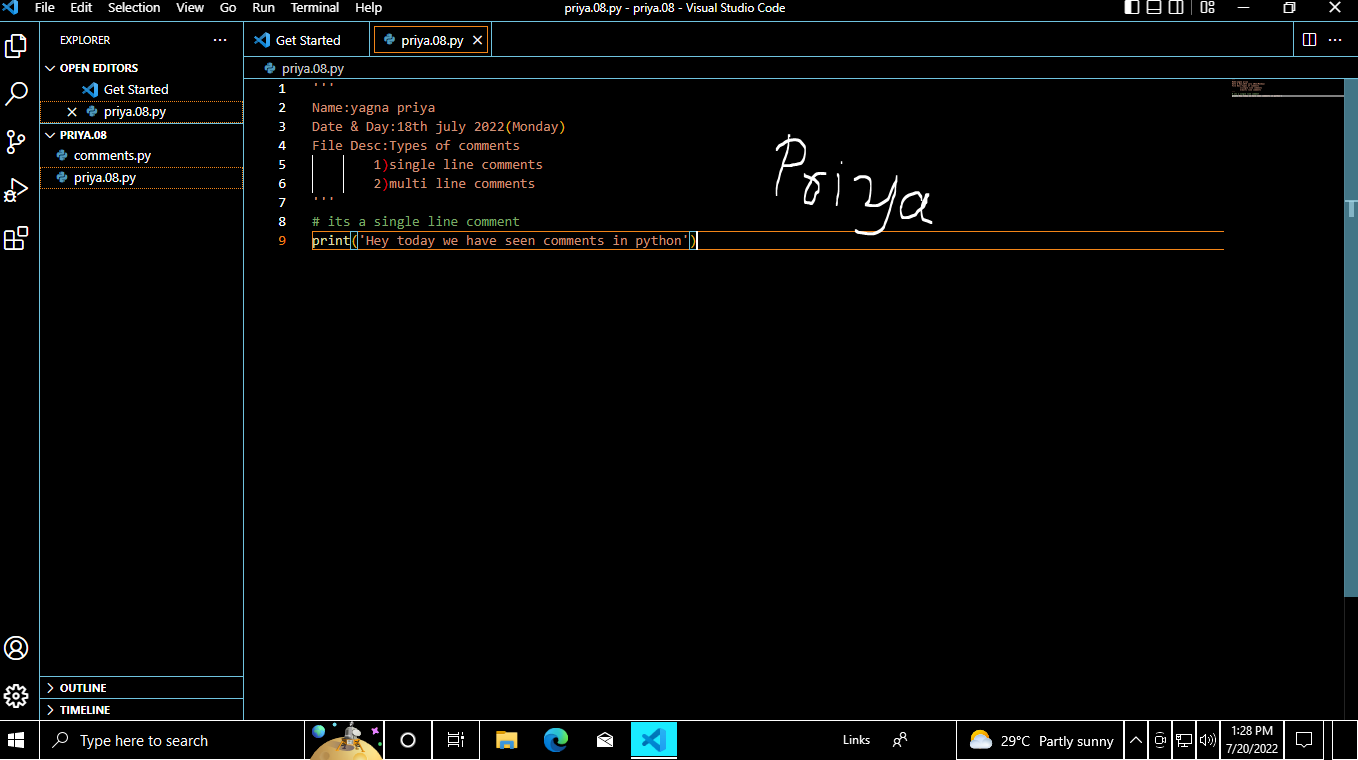 File Edit Selection View Go Run Terminal Help
priya.08.py - priya.08 - Visual Studio Code
EXPLORER
Get Started
priya.08.py
OPEN EDITORS
priya.08.py
Get Started
priya.08.py
PRIYA.08
comments.py
priya.08.py
1 '''
2 Name:yagna priya
3 Date & Day:18th july 2022(Monday)
4 File Desc:Types of comments
5 1)single line comments
6 2)multi line comments
7 '''
8 # its a single line comment
9 print('Hey today we have seen comments in python')
Priya
T
OUTLINE
TIMELINE
Type here to search
Links
29°C Partly sunny
1:28 PM
7/20/2022